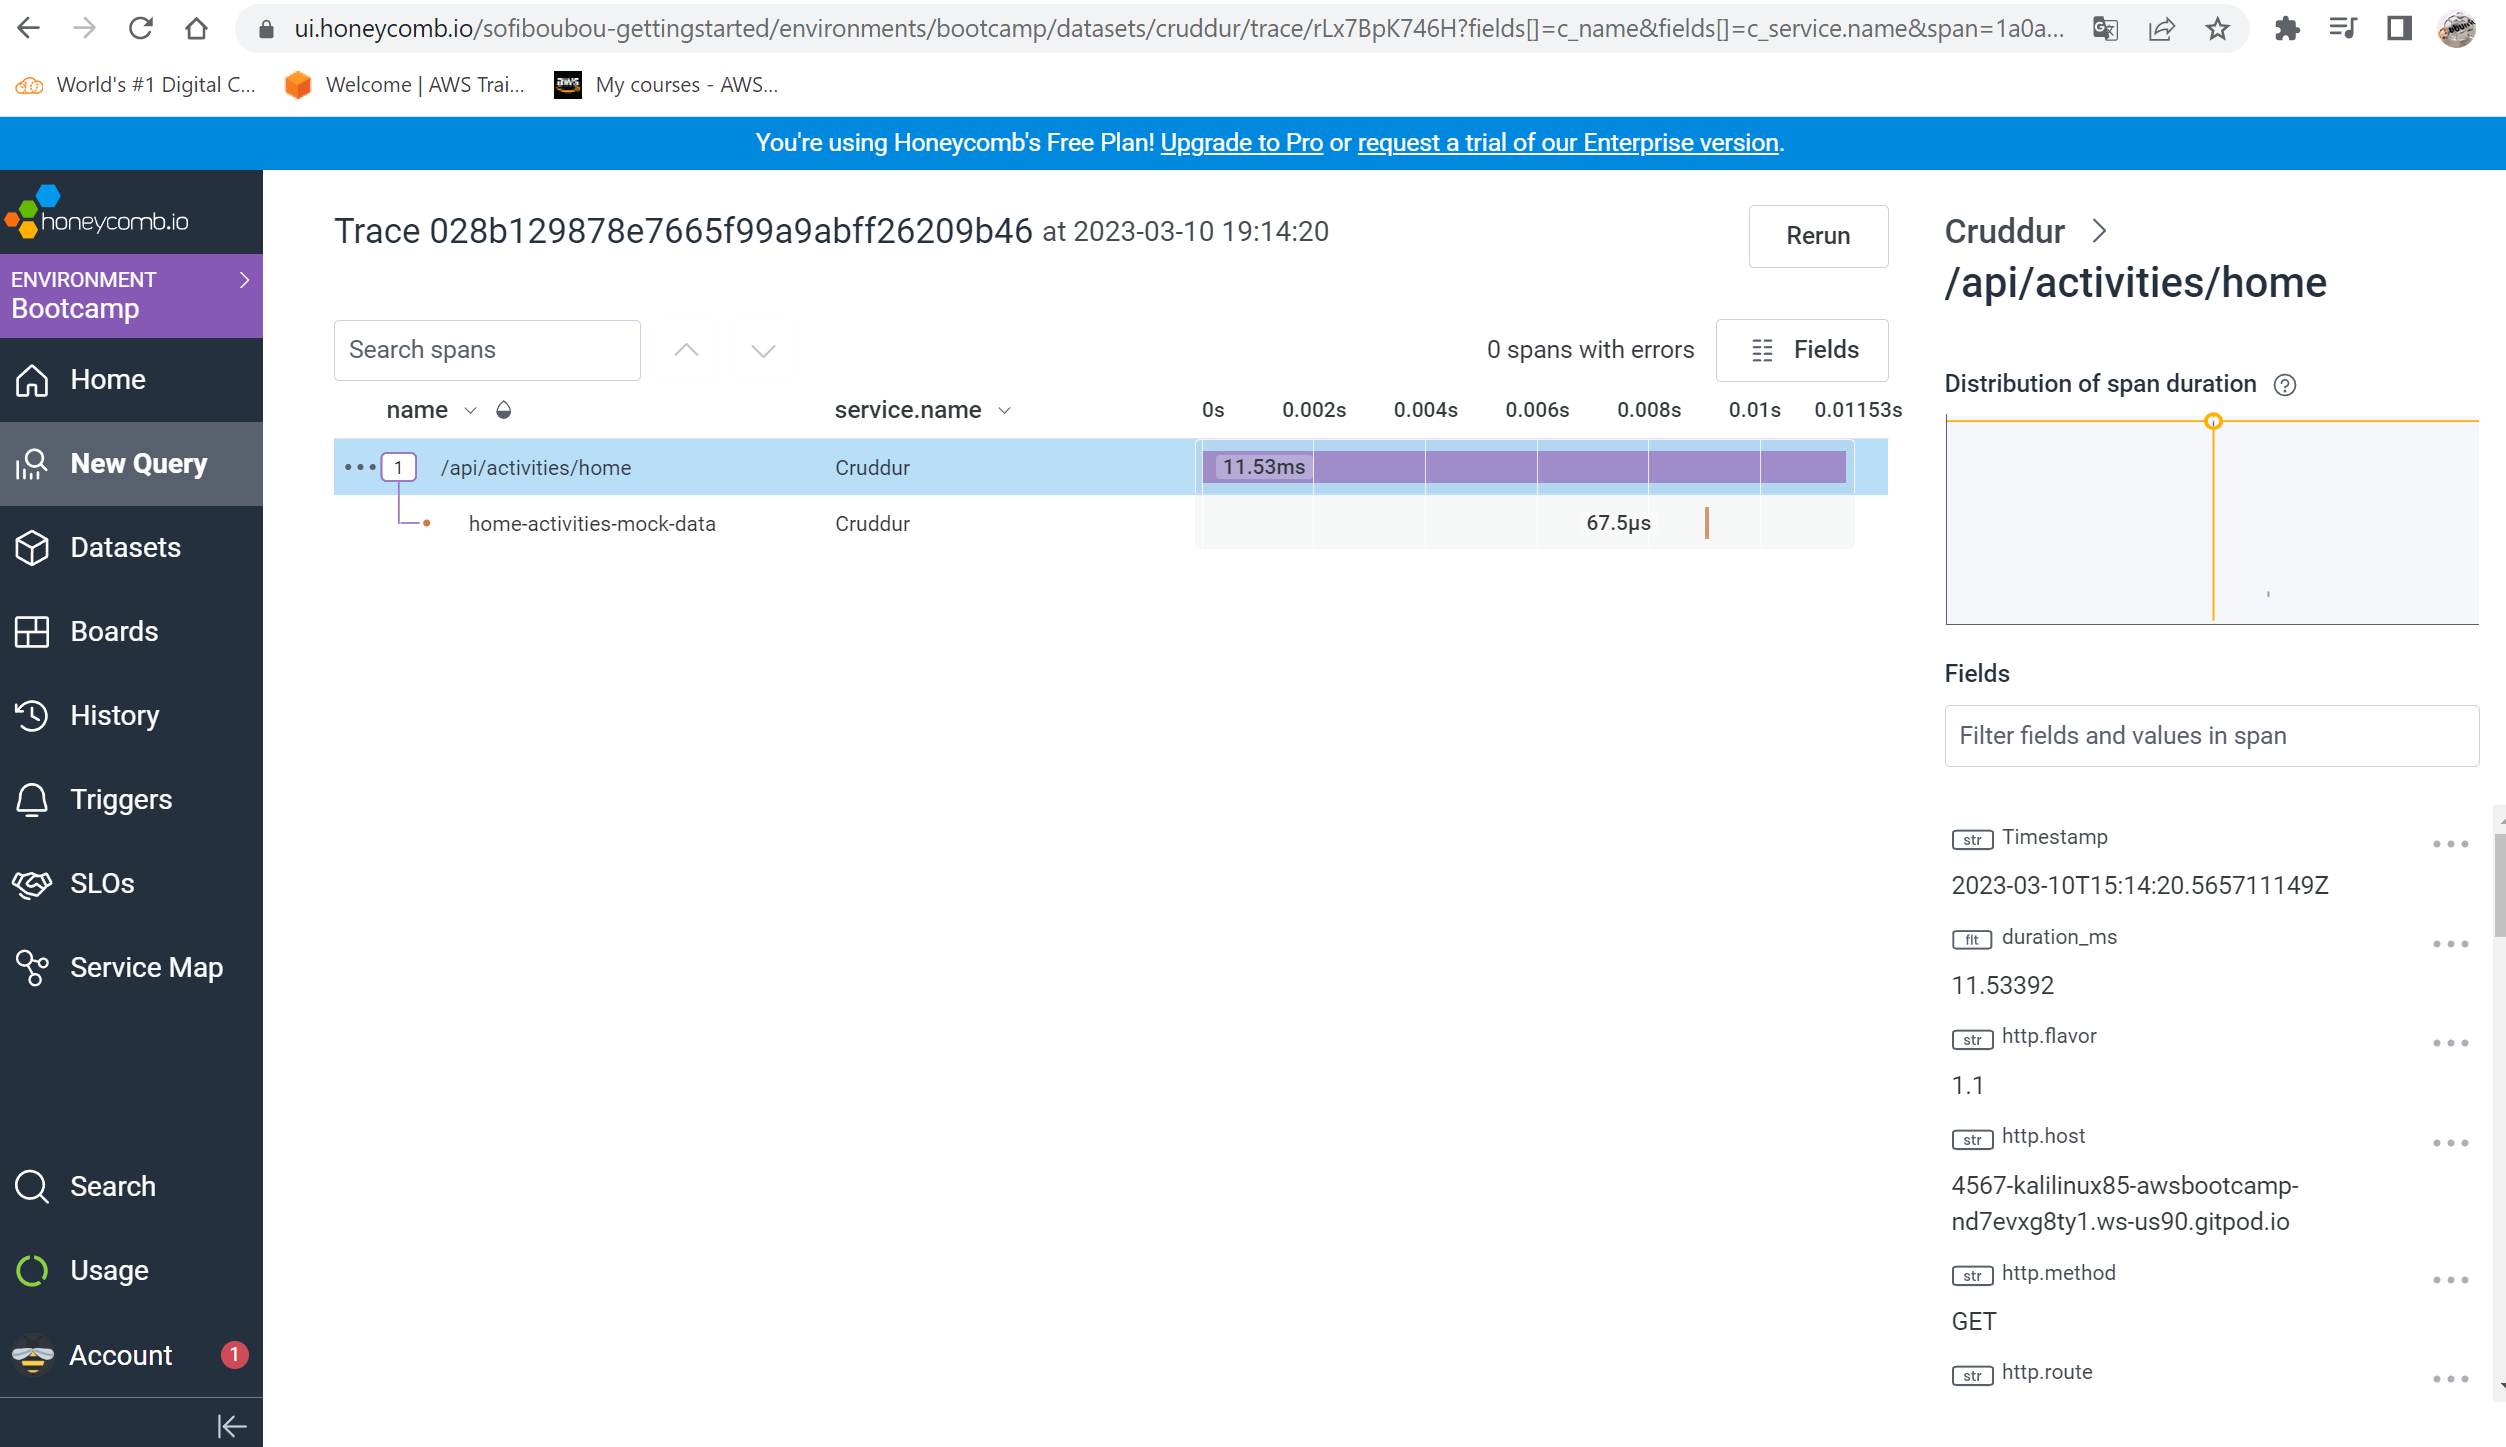 ui.honeycomb.io/sofiboubou-gettingstarted/environments/bootcamp/datasets/cruddur/trace/rLx7BpK746H?fields[]=c_name&fields[]=c_service.name&span=1a0a...
World's #1 Digital C... Welcome | AWS Trai... My courses - AWS...
You're using Honeycomb's Free Plan! Upgrade to Pro or request a trial of our Enterprise version.
honeycomb.io
ENVIRONMENT
Bootcamp
Home
New Query
Datasets
Boards
History
Triggers
SLOs
Service Map
Search
Usage
Account 1
Trace 028b129878e7665f99a9abff26209b46 at 2023-03-10 19:14:20
Rerun
Search spans
0 spans with errors
Fields
name service.name 0s 0.002s 0.004s 0.006s 0.008s 0.01s 0.01153s
1 /api/activities/home Cruddur 11.53ms
home-activities-mock-data Cruddur 67.5μs
Cruddur
/api/activities/home
Distribution of span duration
Fields
Filter fields and values in span
str Timestamp
2023-03-10T15:14:20.565711149Z
flt duration_ms
11.53392
str http.flavor
1.1
str http.host
4567-kalilinux85-awsbootcamp-
nd7evxg8ty1.ws-us90.gitpod.io
str http.method
GET
str http.route